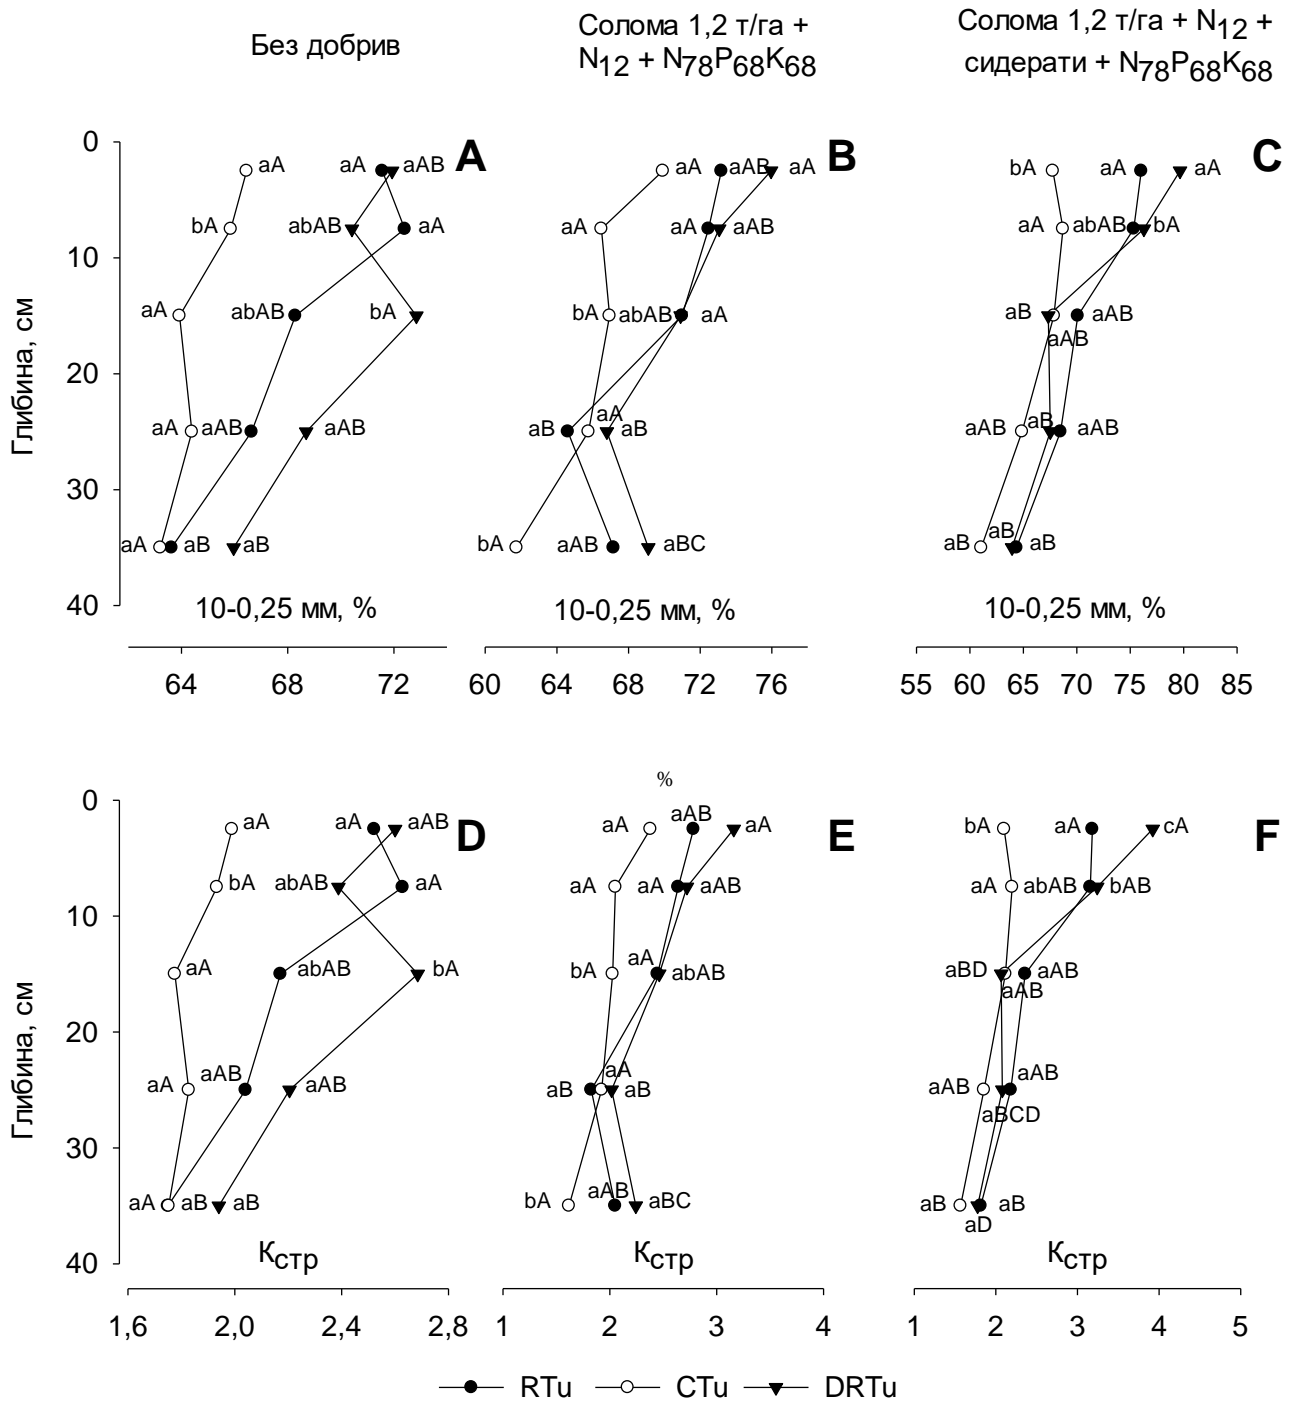 Без добрив
Солома 1,2 т/га +
N12 + N78P68K68
Солома 1,2 т/га + N12 +
сидерати + N78P68K68
Глибина, см
0
10
20
30
40
A
aA aA aAB
bA abAB aA
aA abAB bA
aA aAB aAB
aA aB aB
10-0,25 мм, %
64 68 72
B
aA aAB aA
aA aA aAB
bA abAB aA
aB aA aB
bA aAB aBC
10-0,25 мм, %
60 64 68 72 76
C
bA aA aA
aA abAB bA
aB aAB
aAB
aAB aB aAB
aB aB aB
10-0,25 мм, %
55 60 65 70 75 80 85
%
Глибина, см
0
10
20
30
40
D
aA aA aAB
bA abAB aA
aA abAB bA
aA aAB aAB
aA aB aB
Кстр
1,6 2,0 2,4 2,8
E
aA aAB aA
aA aA aAB
bA aA abAB
aB aA aB
bA aAB aBC
Кстр
1 2 3 4
F
bA aA cA
aA abAB bAB
aBD aAB
aAB
aAB aAB
aBCD
aB aB
aD
Кстр
1 2 3 4 5
RTu CTu DRTu